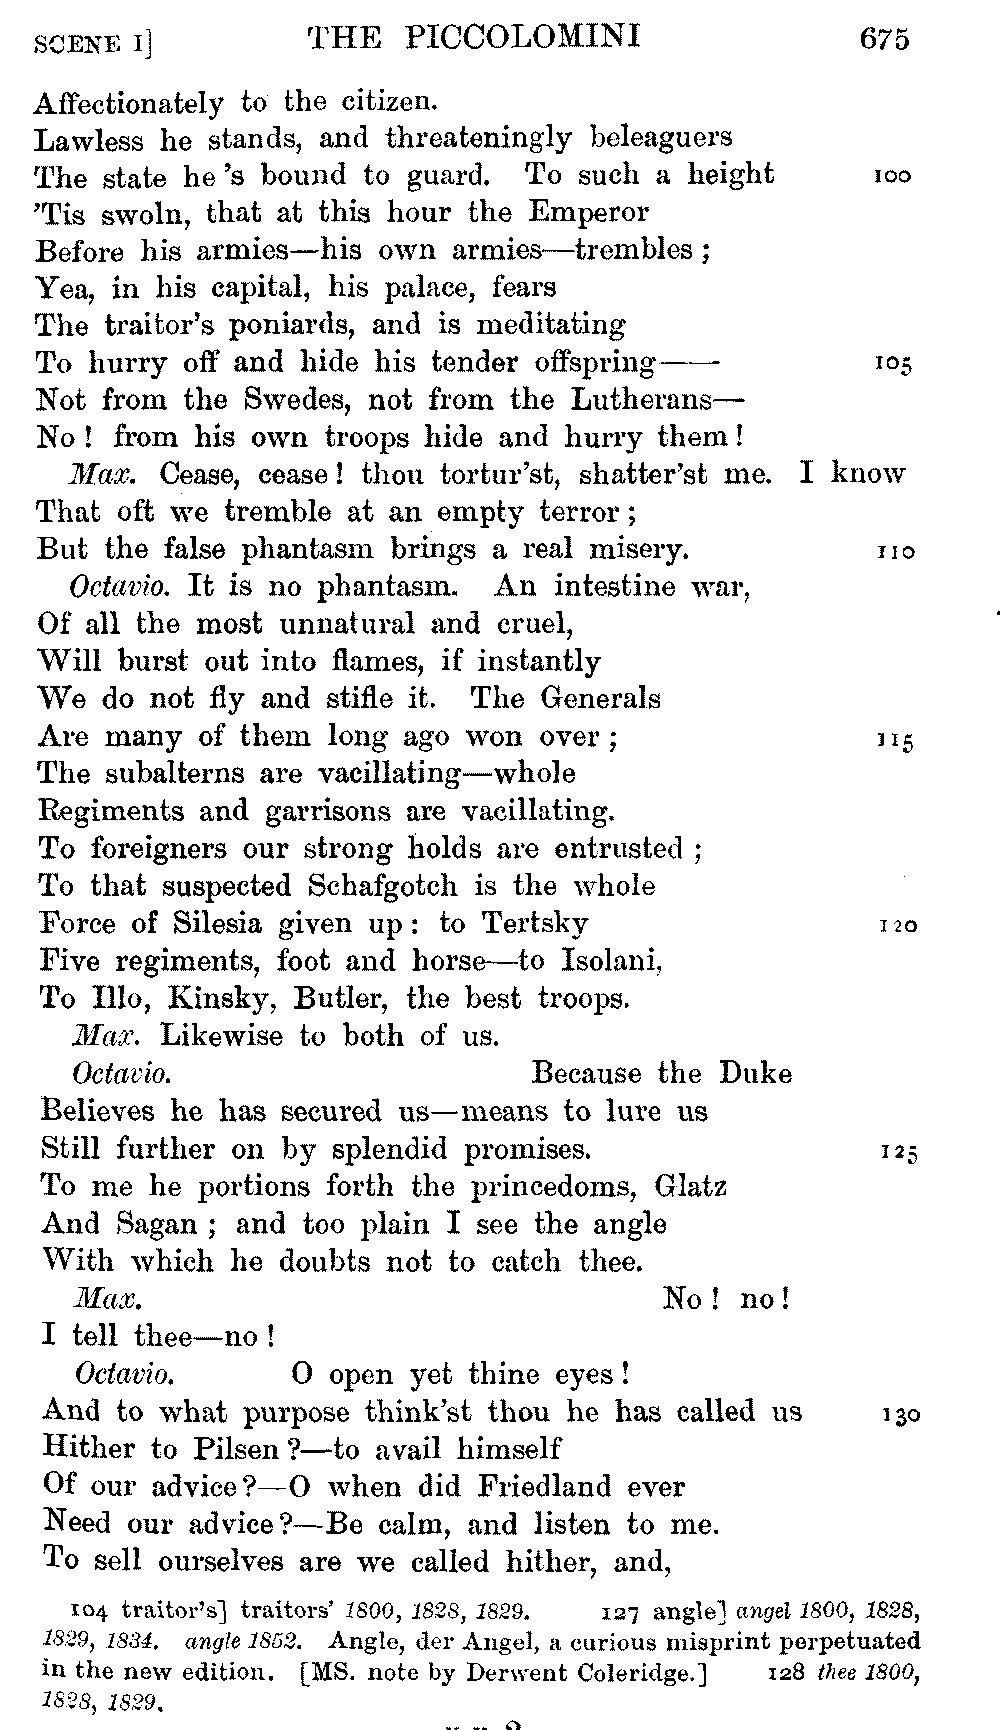 SCENE I] THE PICCOLOMINI 675
Affectionately to the citizen.
Lawless he stands, and threateningly beleaguers
The state he 's bound to guard. To such a height 100
'Tis swoln, that at this hour the Emperor
Before his armies—his own armies—trembles ;
Yea, in his capital, his palace, fears
The traitor's poniards, and is meditating
To hurry off and hide his tender offspring—— 105
Not from the Swedes, not from the Lutherans—
No ! from his own troops hide and hurry them !
Max. Cease, cease ! thou tortur'st, shatter'st me. I know
That oft we tremble at an empty terror ;
But the false phantasm brings a real misery. 110
Octavio. It is no phantasm. An intestine war,
Of all the most unnatural and cruel,
Will burst out into flames, if instantly
We do not fly and stifle it. The Generals
Are many of them long ago won over ; 115
The subalterns are vacillating—whole
Regiments and garrisons are vacillating.
To foreigners our strong holds are entrusted ;
To that suspected Schafgotch is the whole
Force of Silesia given up : to Tertsky 120
Five regiments, foot and horse—to Isolani,
To Illo, Kinsky, Butler, the best troops.
Max. Likewise to both of us.
Octavio. Because the Duke
Believes he has secured us—means to lure us
Still further on by splendid promises. 125
To me he portions forth the princedoms, Glatz
And Sagan ; and too plain I see the angle
With which he doubts not to catch thee.
Max. No ! no !
I tell thee—no !
Octavio. O open yet thine eyes !
And to what purpose think'st thou he has called us 130
Hither to Pilsen ?—to avail himself
Of our advice ?—O when did Friedland ever
Need our advice ?—Be calm, and listen to me.
To sell ourselves are we called hither, and,
104 traitor's] traitors' 1800, 1828, 1829. 127 angle] angel 1800, 1828,
1829, 1834. angle 1852. Angle, der Angel, a curious misprint perpetuated
in the new edition. [MS. note by Derwent Coleridge.] 128 thee 1800,
1828, 1829.